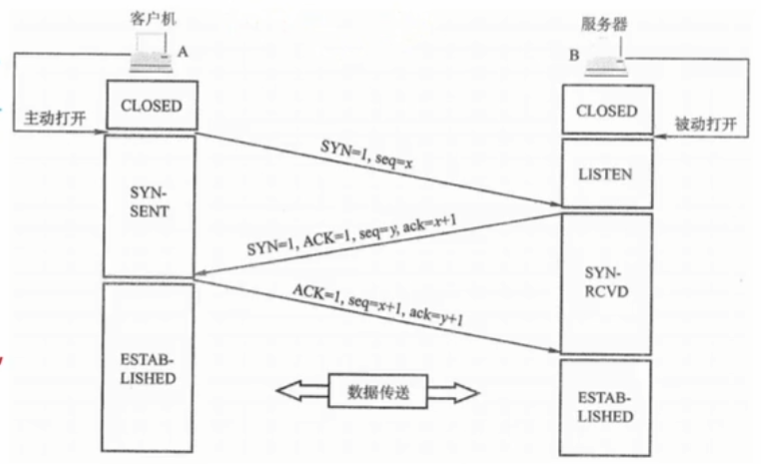 客户机
服务器
A
B
CLOSED
CLOSED
主动打开
被动打开
SYN=1, seq=x
SYN-
SENT
LISTEN
SYN=1, ACK=1, seq=y, ack=x+1
SYN-
RCVD
ACK=1, seq=x+1, ack=y+1
ESTAB-
LISHED
数据传送
ESTAB-
LISHED